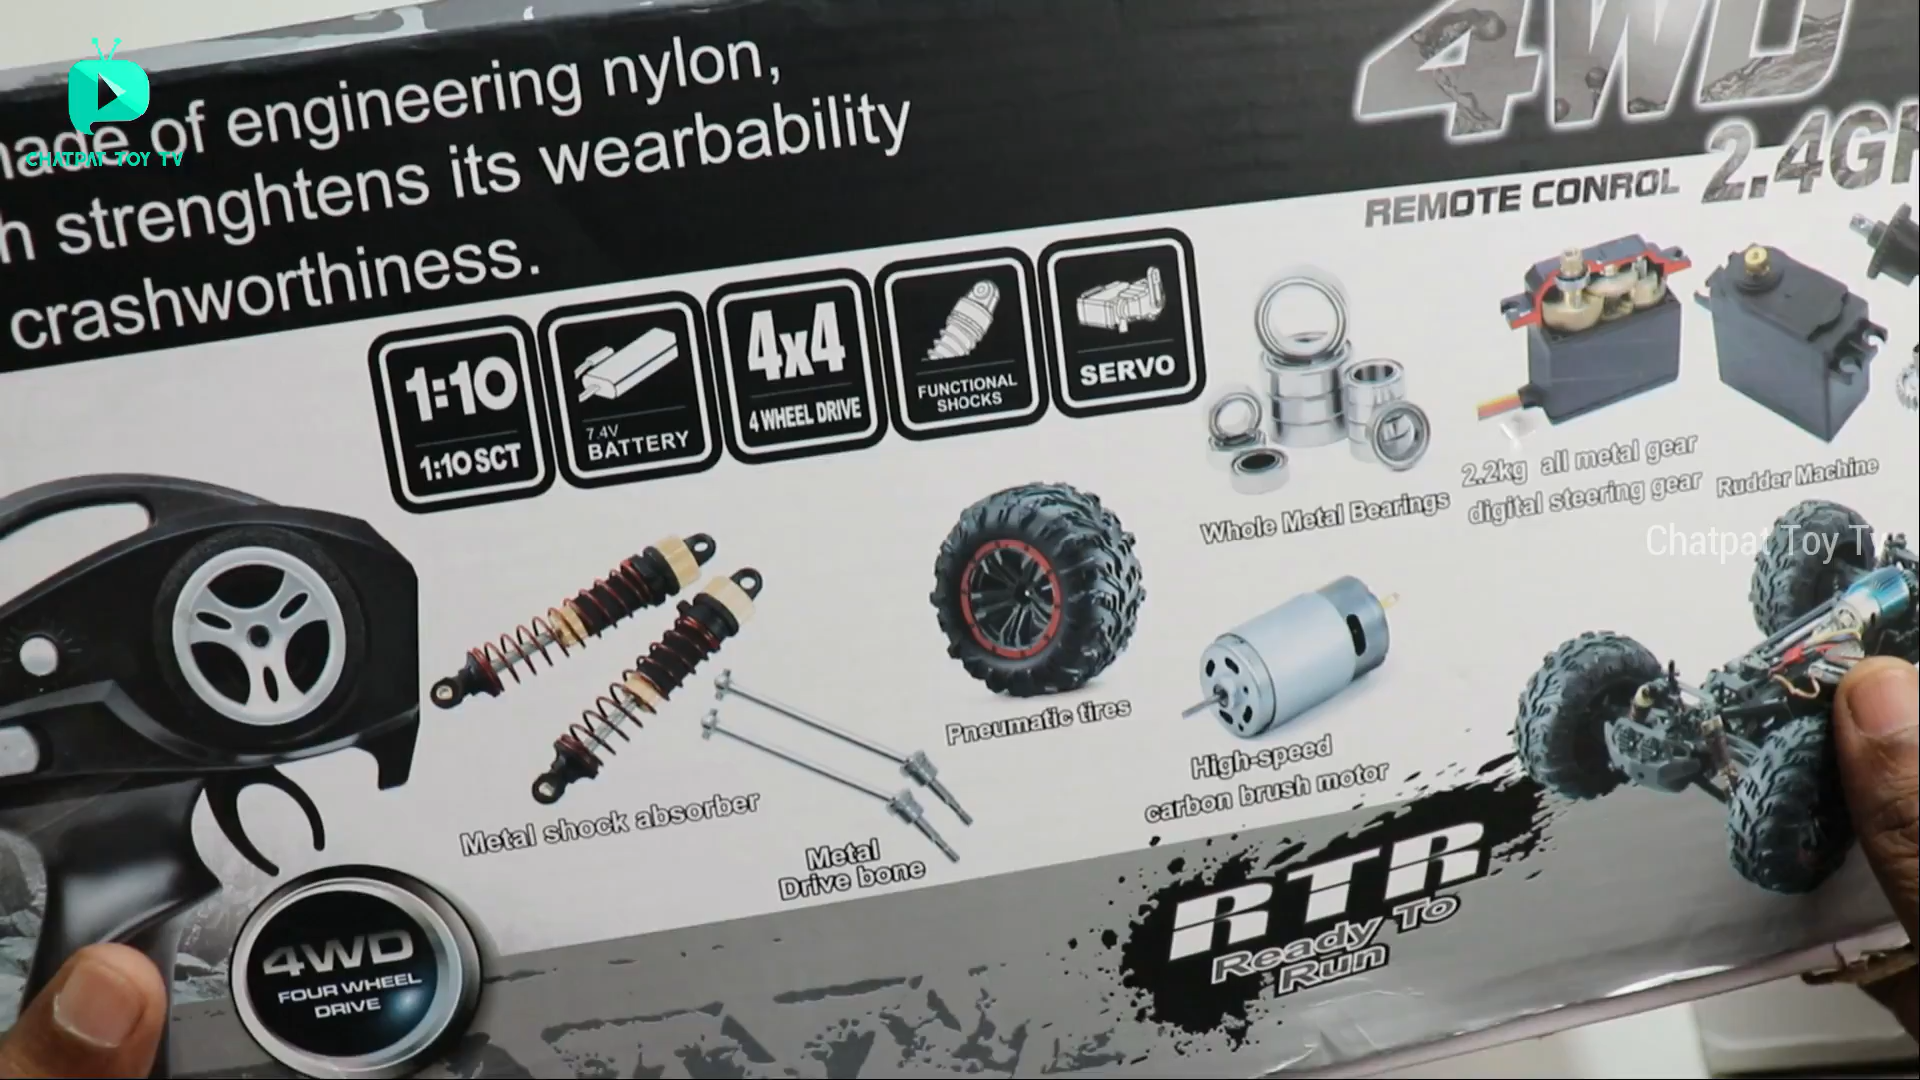 made of engineering nylon,
h strenghtens its wearbability
crashworthiness.
CHATPAT TOY TV
4WD
REMOTE CONROL 2.4GH
1:10
1:10 SCT
7.4V
BATTERY
4x4
4 WHEEL DRIVE
FUNCTIONAL
SHOCKS
SERVO
Whole Metal Bearings
2.2kg all metal gear
digital steering gear
Rudder Machine
Chatpat Toy Tv
Metal shock absorber
Metal
Drive bone
Pneumatic tires
High-speed
carbon brush motor
RTR
Ready To
Run
4WD
FOUR WHEEL
DRIVE